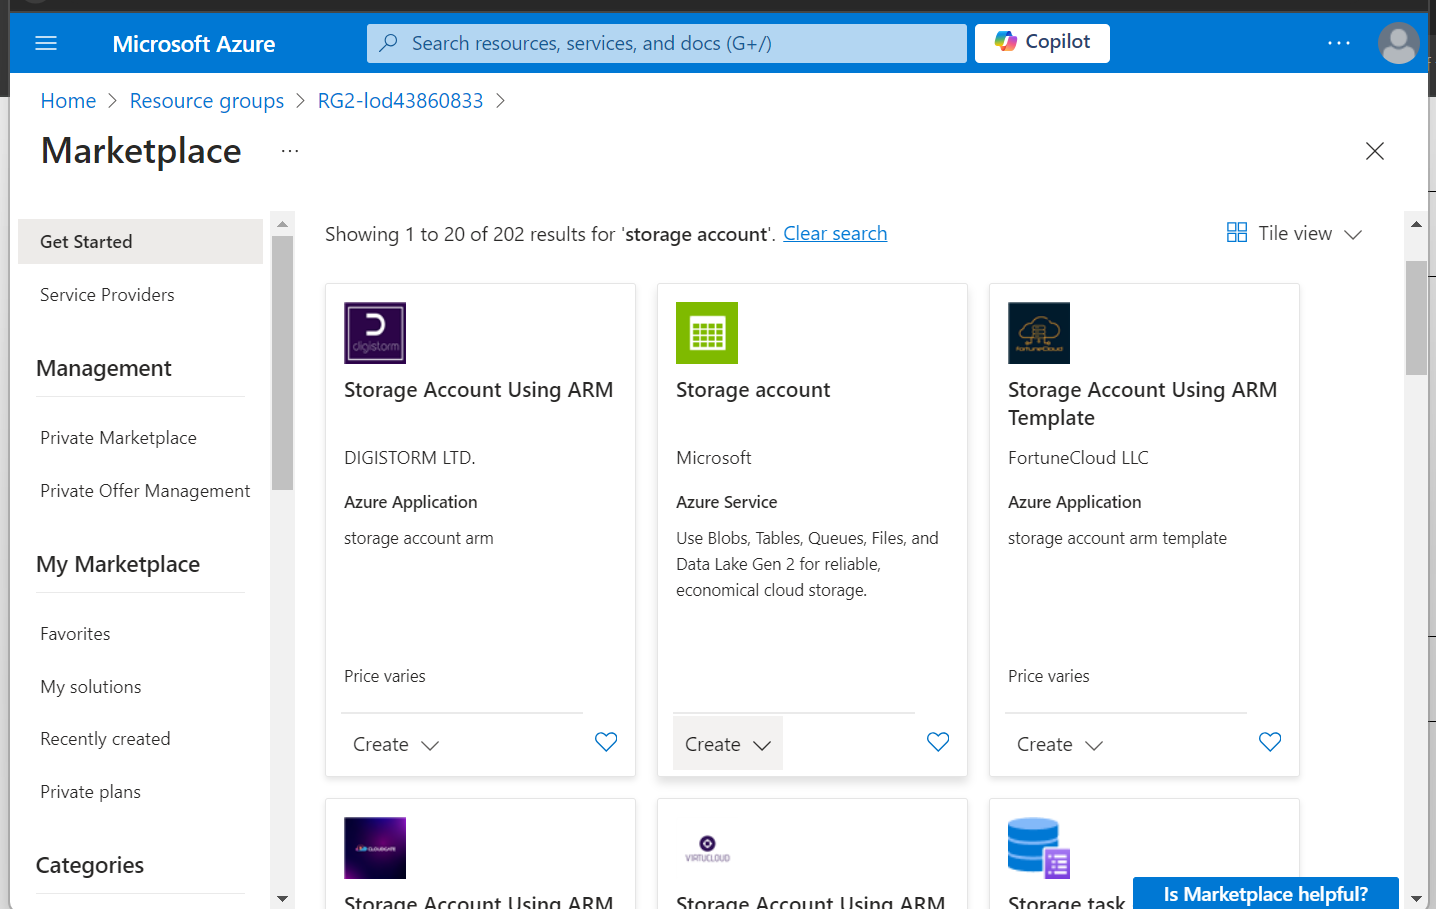 Microsoft Azure
Search resources, services, and docs (G+/)
Copilot
Home
Resource groups
RG2-lod43860833
Marketplace
Get Started
Service Providers
Management
Private Marketplace
Private Offer Management
My Marketplace
Favorites
My solutions
Recently created
Private plans
Categories
Showing 1 to 20 of 202 results for 'storage account'. Clear search
Tile view
digistorm
Storage Account Using ARM
DIGISTORM LTD.
Azure Application
storage account arm
Price varies
Create
Storage account
Microsoft
Azure Service
Use Blobs, Tables, Queues, Files, and
Data Lake Gen 2 for reliable,
economical cloud storage.
Create
FortuneCloud
Storage Account Using ARM
Template
FortuneCloud LLC
Azure Application
storage account arm template
Price varies
Create
Storage Account Using ARM
VIRTUCLOUD
Storage Account Using ARM
Storage task
Is Marketplace helpful?